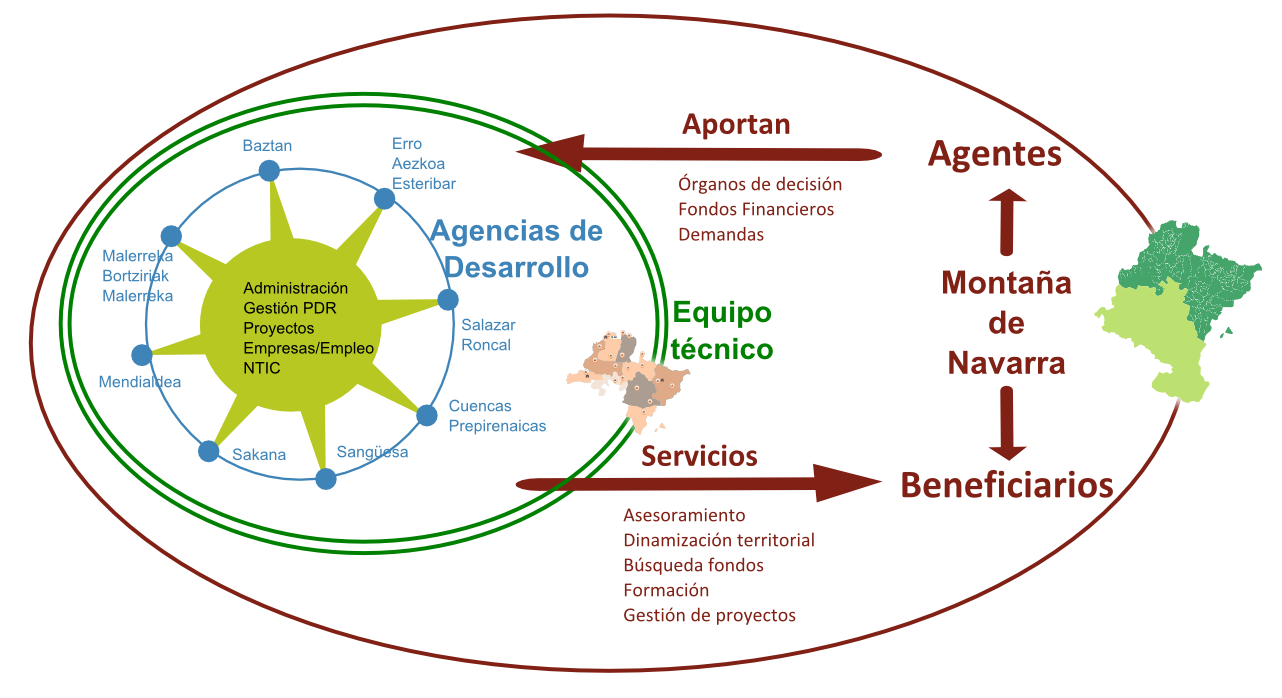 Aportan
Órganos de decisión
Fondos Financieros
Demandas
Agentes
Montaña
de
Navarra
Beneficiarios
Baztan
Erro
Aezkoa
Esteribar
Agencias de
Desarrollo
Malerreka
Bortziriak
Malerreka
Administración
Gestión PDR
Proyectos
Empresas/Empleo
NTIC
Salazar
Roncal
Equipo
técnico
Mendialdea
Cuencas
Prepirenaicas
Sakana
Sangüesa
Servicios
Asesoramiento
Dinamización territorial
Búsqueda fondos
Formación
Gestión de proyectos